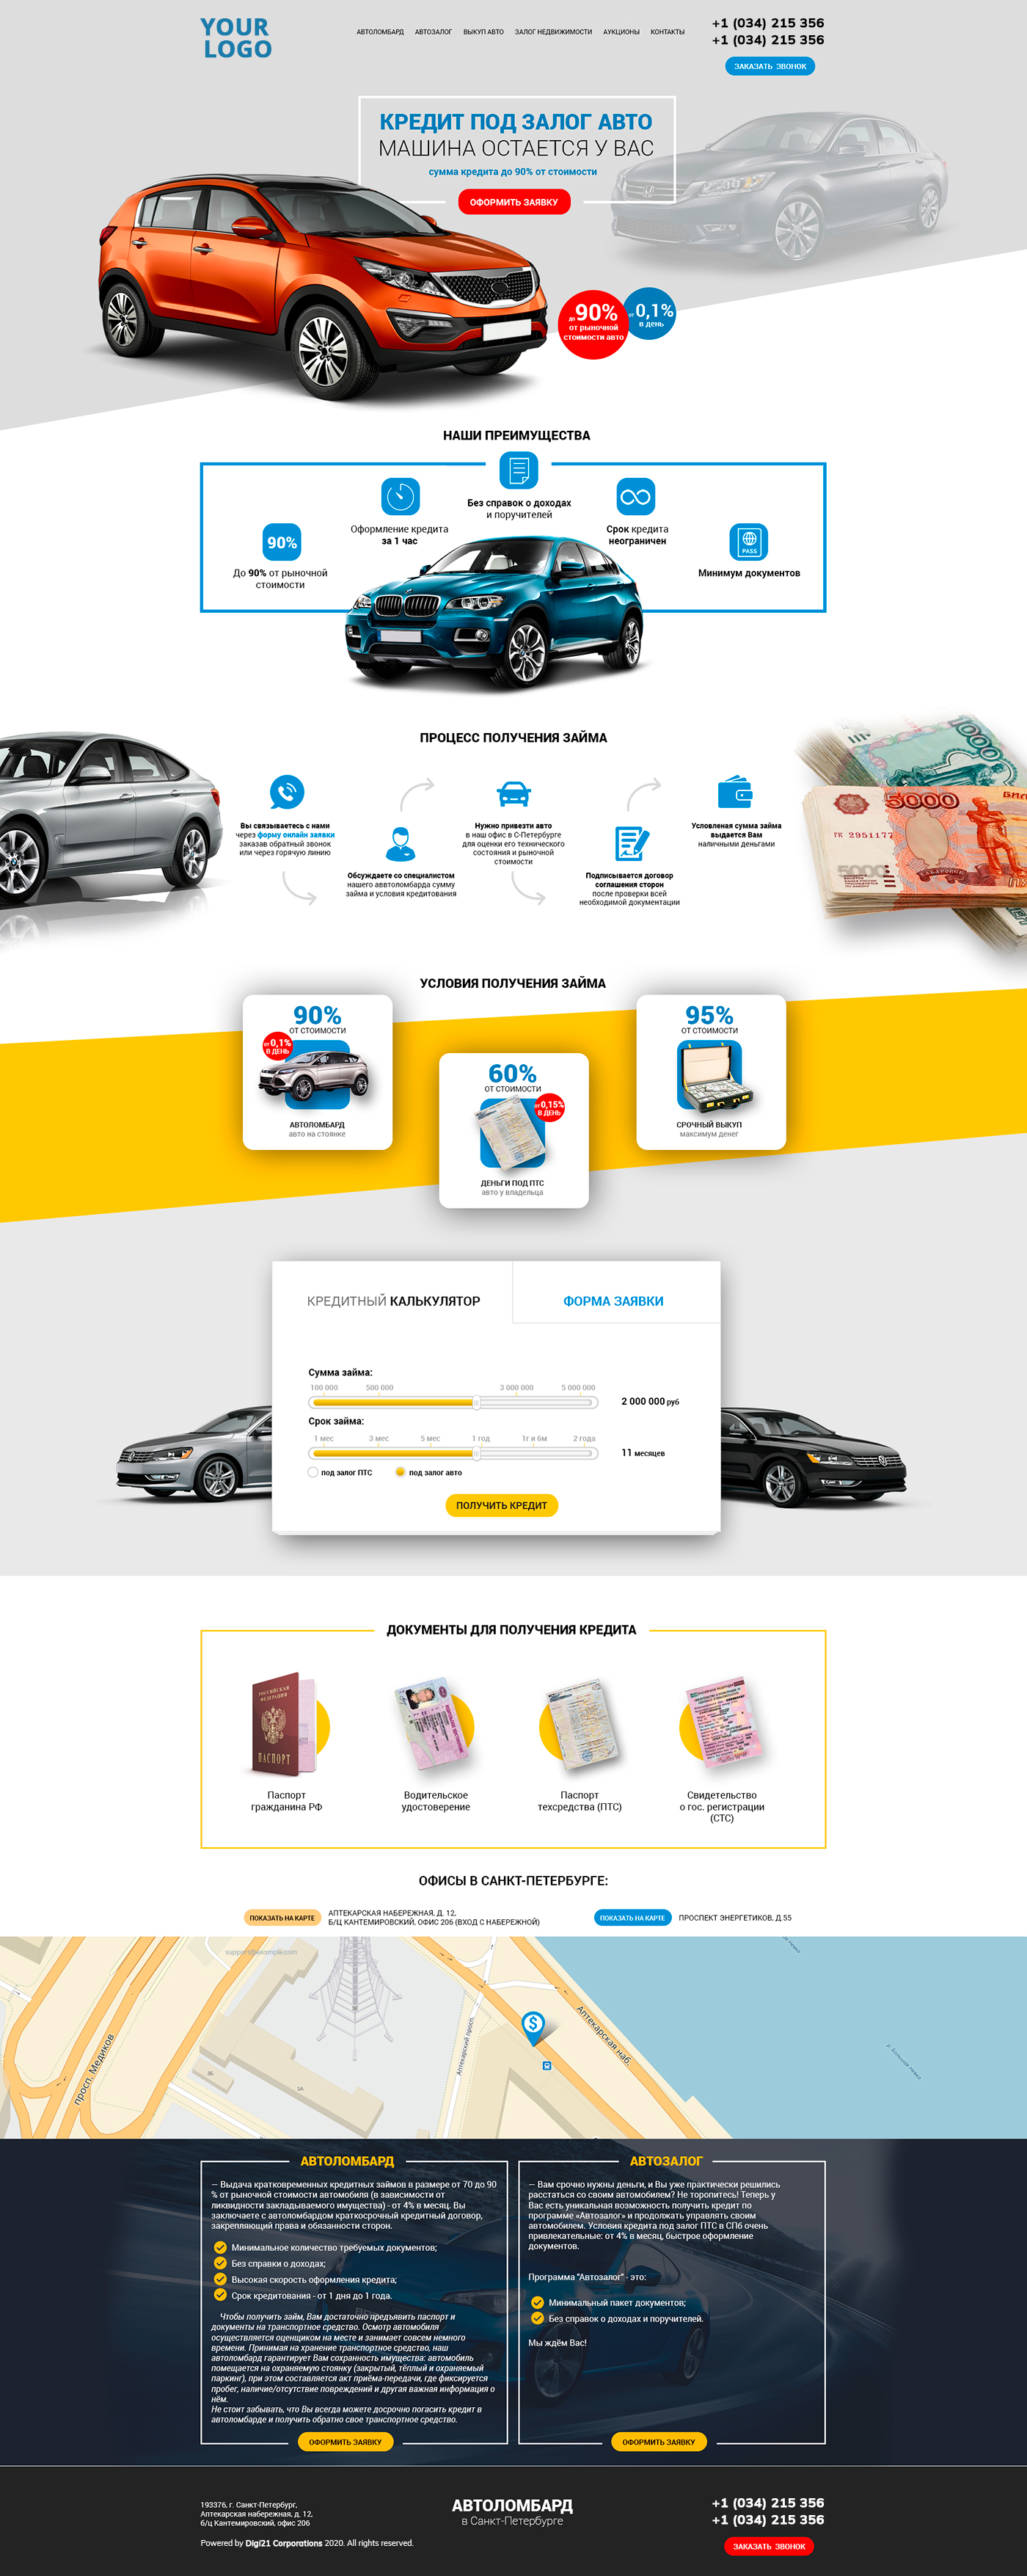 YOUR
LOGO
АВТОЛОМБАРД АВТОЗАЛОГ ВЫКУП АВТО ЗАЛОГ НЕДВИЖИМОСТИ АУКЦИОНЫ КОНТАКТЫ
+1 (034) 215 356
+1 (034) 215 356
ЗАКАЗАТЬ ЗВОНОК
КРЕДИТ ПОД ЗАЛОГ АВТО
МАШИНА ОСТАЕТСЯ У ВАС
сумма кредита до 90% от стоимости
ОФОРМИТЬ ЗАЯВКУ
до 90%
от рыночной
стоимости авто
от 0,1%
в день
НАШИ ПРЕИМУЩЕСТВА
90%
До 90% от рыночной
стоимости
Оформление кредита
за 1 час
Без справок о доходах
и поручителей
Срок кредита
неограничен
PASS
Минимум документов
ПРОЦЕСС ПОЛУЧЕНИЯ ЗАЙМА
Вы связываетесь с нами
через форму онлайн заявки
заказав обратный звонок
или через горячую линию
Обсуждаете со специалистом
нашего аввтоломбарда сумму
займа и условия кредитования
Нужно привезти авто
в наш офис в С-Петербурге
для оценки его технического
состояния и рыночной
стоимости
Подписывается договор
соглашения сторон
после проверки всей
необходимой документации
Условленая сумма займа
выдается Вам
наличными деньгами
1000
5000
ГК 2951177
5000
ХАБАРОВСК
УСЛОВИЯ ПОЛУЧЕНИЯ ЗАЙМА
90%
ОТ СТОИМОСТИ
от 0,1%
В ДЕНЬ
АВТОЛОМБАРД
авто на стоянке
60%
ОТ СТОИМОСТИ
от 0,15%
В ДЕНЬ
ДЕНЬГИ ПОД ПТС
авто у владельца
95%
ОТ СТОИМОСТИ
СРОЧНЫЙ ВЫКУП
максимум денег
КРЕДИТНЫЙ КАЛЬКУЛЯТОР
ФОРМА ЗАЯВКИ
Сумма займа:
100 000 500 000 3 000 000 5 000 000
2 000 000 руб
Срок займа:
1 мес 3 мес 5 мес 1 год 1г и 6м 2 года
11 месяцев
под залог ПТС под залог авто
ПОЛУЧИТЬ КРЕДИТ
ДОКУМЕНТЫ ДЛЯ ПОЛУЧЕНИЯ КРЕДИТА
РОССИЙСКАЯ
ФЕДЕРАЦИЯ
ПАСПОРТ
Паспорт
гражданина РФ
Водительское
удостоверение
Паспорт
техсредства (ПТС)
Свидетельство
о гос. регистрации
(СТС)
ОФИСЫ В САНКТ-ПЕТЕРБУРГЕ:
ПОКАЗАТЬ НА КАРТЕ
АПТЕКАРСКАЯ НАБЕРЕЖНАЯ, Д. 12,
Б/Ц КАНТЕМИРОВСКИЙ, ОФИС 206 (ВХОД С НАБЕРЕЖНОЙ)
ПОКАЗАТЬ НА КАРТЕ
ПРОСПЕКТ ЭНЕРГЕТИКОВ, Д.55
support@example.com
просп. Медиков
Аптекарский просп.
Аптекарская наб.
3Б
3А
АВТОЛОМБАРД
— Выдача кратковременных кредитных займов в размере от 70 до 90
% от рыночной стоимости автомобиля (в зависимости от
ликвидности закладываемого имущества) - от 4% в месяц. Вы
заключаете с автоломбардом краткосрочный кредитный договор,
закрепляющий права и обязанности сторон.
Минимальное количество требуемых документов;
Без справки о доходах;
Высокая скорость оформления кредита;
Срок кредитования - от 1 дня до 1 года.
Чтобы получить займ, Вам достаточно предъявить паспорт и
документы на транспортное средство. Осмотр автомобиля
осуществляется оценщиком на месте и занимает совсем немного
времени. Принимая на хранение транспортное средство, наш
автоломбард гарантирует Вам сохранность имущества: автомобиль
помещается на охраняемую стоянку (закрытый, тёплый и охраняемый
паркинг), при этом составляется акт приёма-передачи, где фиксируется
пробег, наличие/отсутствие повреждений и другая важная информация о
нём.
Не стоит забывать, что Вы всегда можете досрочно погасить кредит в
автоломбарде и получить обратно свое транспортное средство.
ОФОРМИТЬ ЗАЯВКУ
АВТОЗАЛОГ
— Вам срочно нужны деньги, и Вы уже практически решились
расстаться со своим автомобилем? Не торопитесь! Теперь у
Вас есть уникальная возможность получить кредит по
программе «Автозалог» и продолжать управлять своим
автомобилем. Условия кредита под залог ПТС в СПб очень
привлекательные: от 4% в месяц, быстрое оформление
документов.
Программа "Автозалог" - это:
Минимальный пакет документов;
Без справок о доходах и поручителей.
Мы ждём Вас!
ОФОРМИТЬ ЗАЯВКУ
193376, г. Санкт-Петербург,
Аптекарская набережная, д. 12,
б/ц Кантемировский, офис 206
Powered by Digi21 Corporations 2020. All rights reserved.
АВТОЛОМБАРД
в Санкт-Петербурге
+1 (034) 215 356
+1 (034) 215 356
ЗАКАЗАТЬ ЗВОНОК